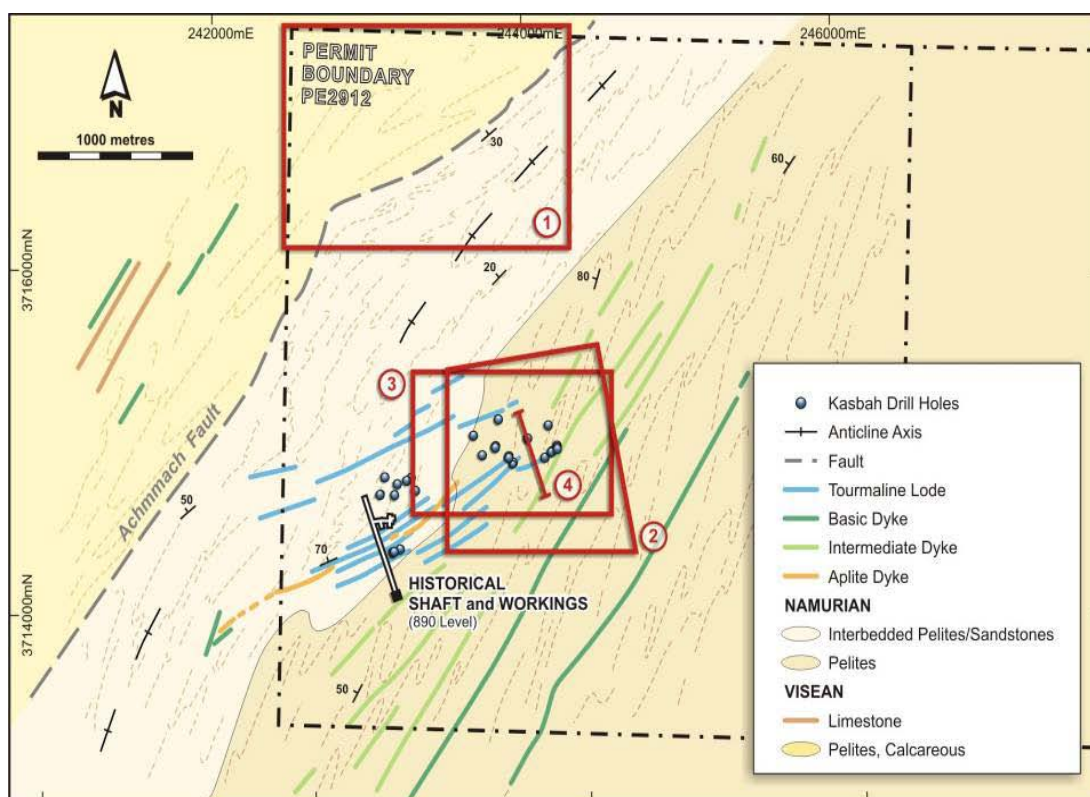 242000mE
244000mE
246000mE
PERMIT
BOUNDARY
PE2912
N
1000 metres
30
60
1
3716000mN
20
80
3
Achmmach Fault
4
50
2
70
HISTORICAL
SHAFT and WORKINGS
(890 Level)
3714000mN
50
Kasbah Drill Holes
Anticline Axis
Fault
Tourmaline Lode
Basic Dyke
Intermediate Dyke
Aplite Dyke
NAMURIAN
Interbedded Pelites/Sandstones
Pelites
VISEAN
Limestone
Pelites, Calcareous